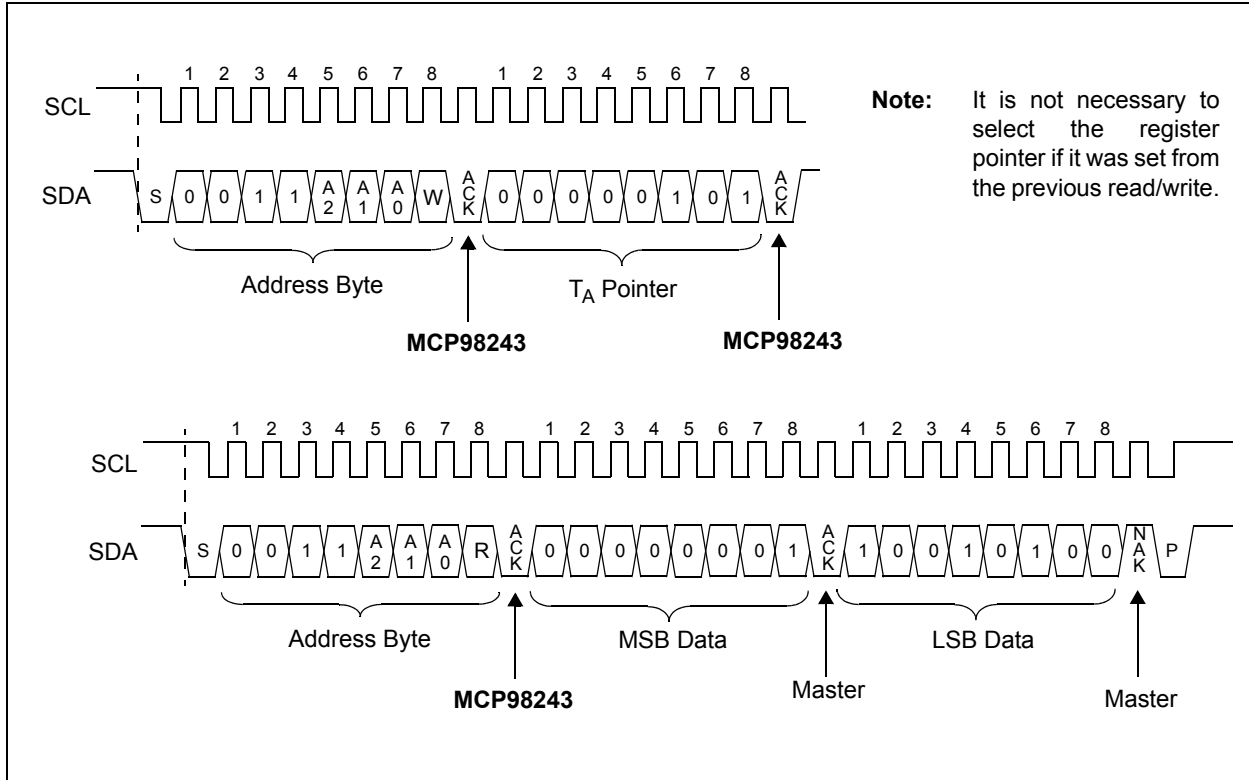 1 2 3 4 5 6 7 8 1 2 3 4 5 6 7 8
SCL
SDA S 0 0 1 1 A2 A1 A0 W ACK 0 0 0 0 0 1 0 1 ACK
Address Byte TA Pointer
MCP98243 MCP98243
Note: It is not necessary to
select the register
pointer if it was set from
the previous read/write.
1 2 3 4 5 6 7 8 1 2 3 4 5 6 7 8 1 2 3 4 5 6 7 8
SCL
SDA S 0 0 1 1 A2 A1 A0 R ACK 0 0 0 0 0 0 0 1 ACK 1 0 0 1 0 1 0 0 NAK P
Address Byte MSB Data LSB Data
MCP98243 Master Master